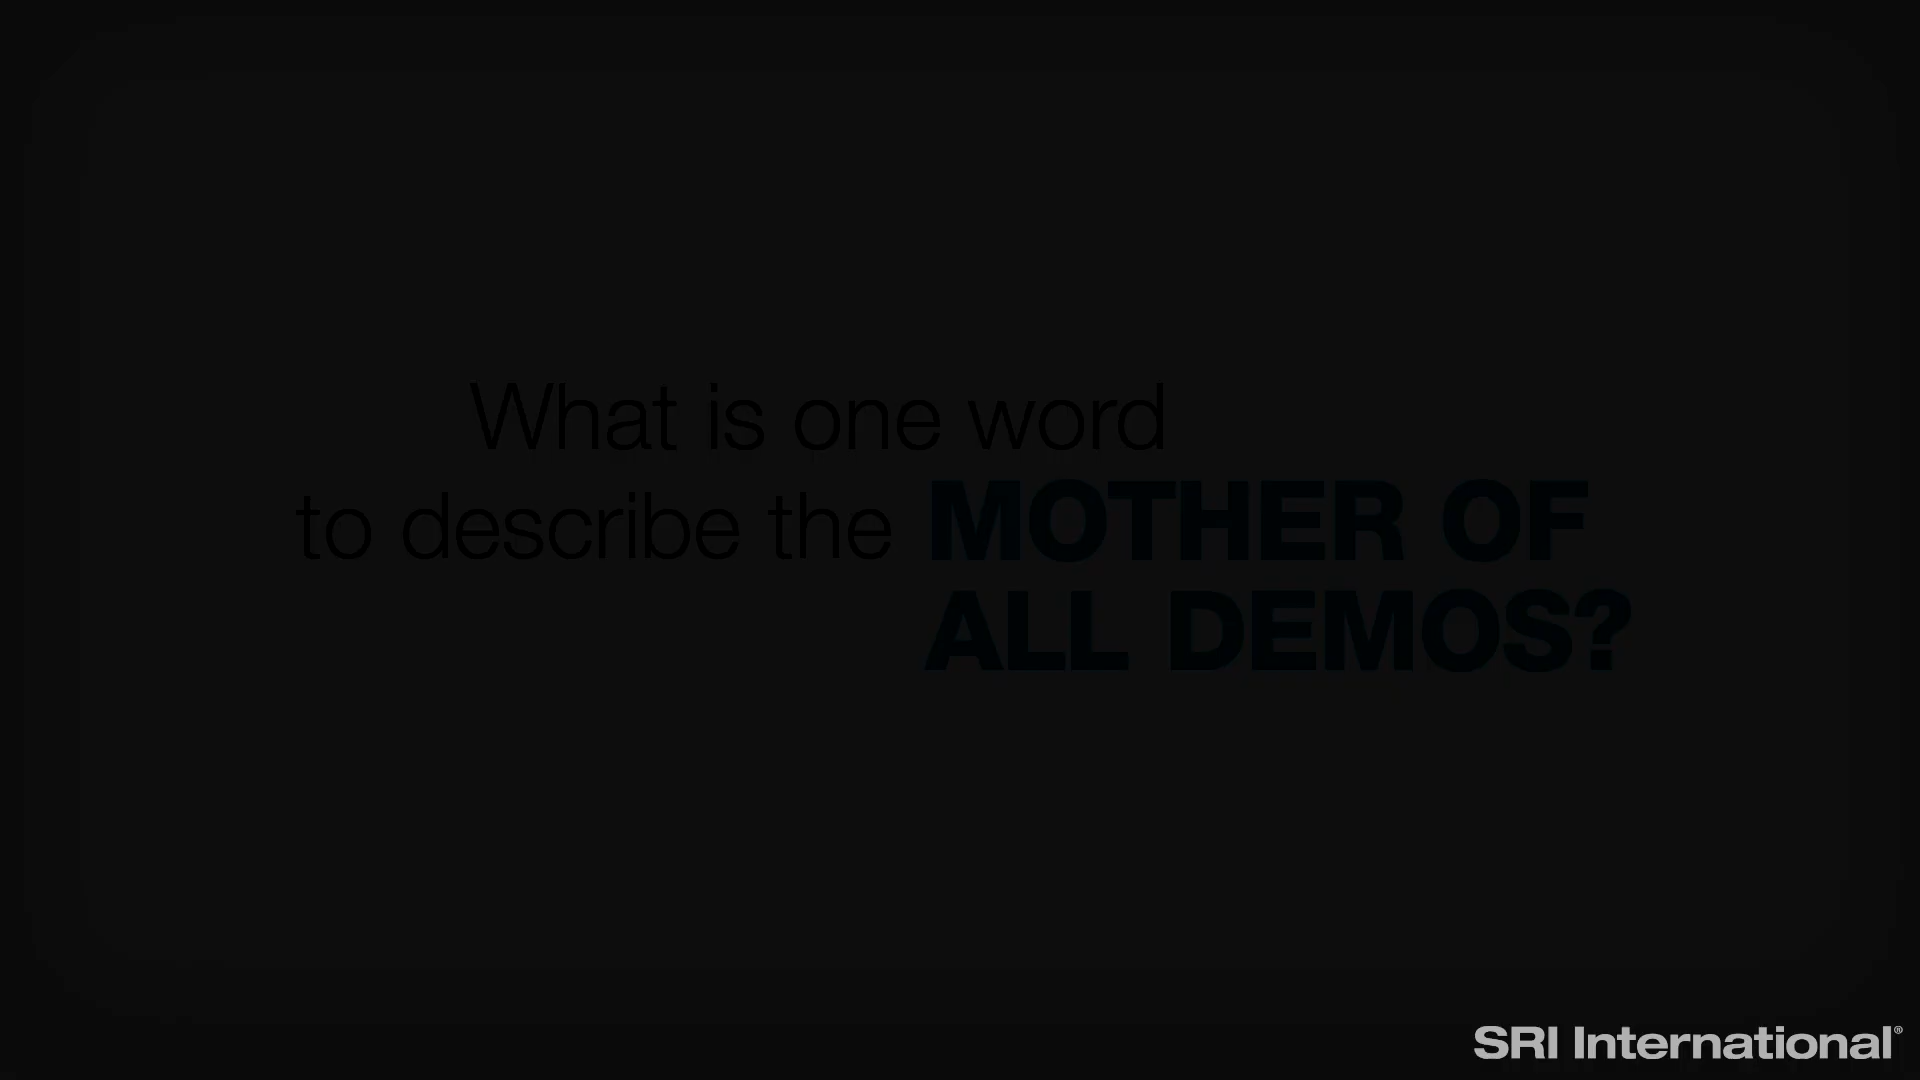 What is one word
to describe the MOTHER OF
ALL DEMOS?
SRI International®